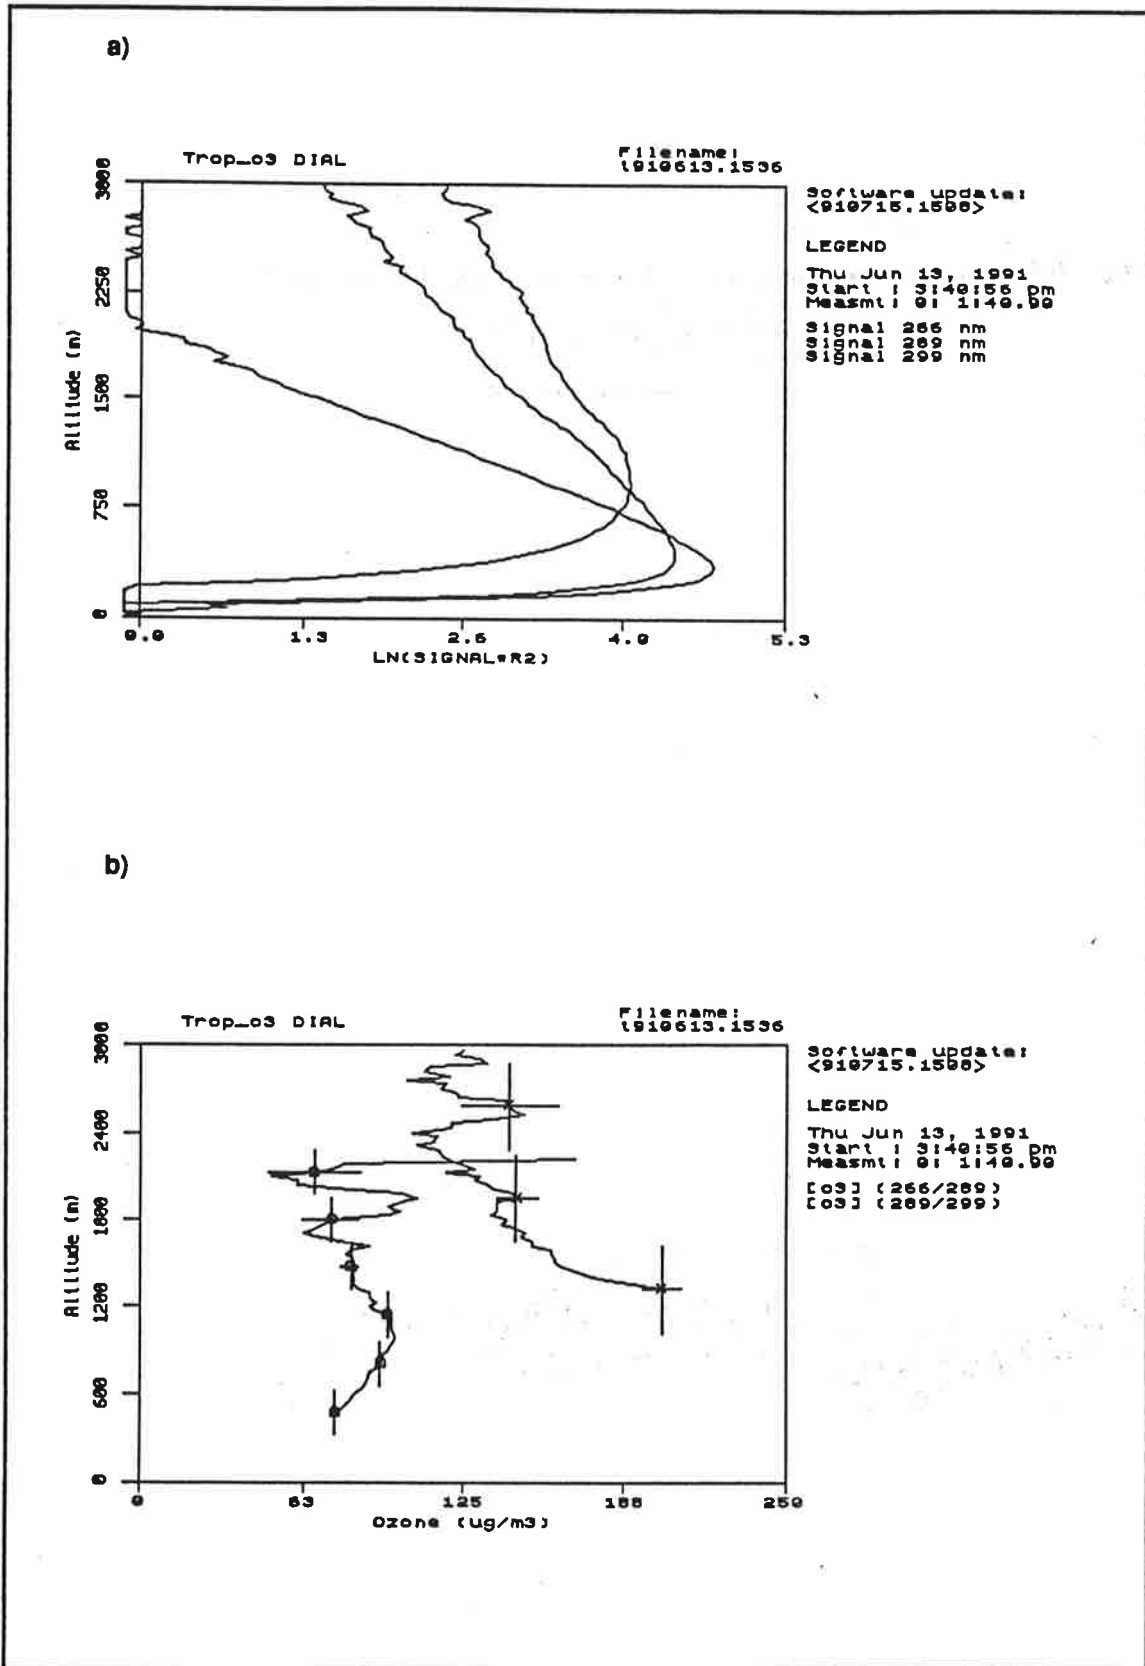 a)
Trop_o3 DIAL
Filename:
t910613.1536
3000
2250
1500
750
0
Altitude (m)
0.0
1.3
2.6
4.0
5.3
LN(SIGNAL*R2)
Software update:
<910715.1508>
LEGEND
Thu Jun 13, 1991
Start : 3:40:56 pm
Measmt: 0: 1:40.90
Signal 266 nm
Signal 289 nm
Signal 299 nm
b)
Trop_o3 DIAL
Filename:
t910613.1536
3000
2400
1800
1200
600
0
Altitude (m)
0
63
125
188
250
Ozone (ug/m3)
Software update:
<910715.1508>
LEGEND
Thu Jun 13, 1991
Start : 3:40:56 pm
Measmt: 0: 1:40.90
[o3] (266/289)
[o3] (289/299)